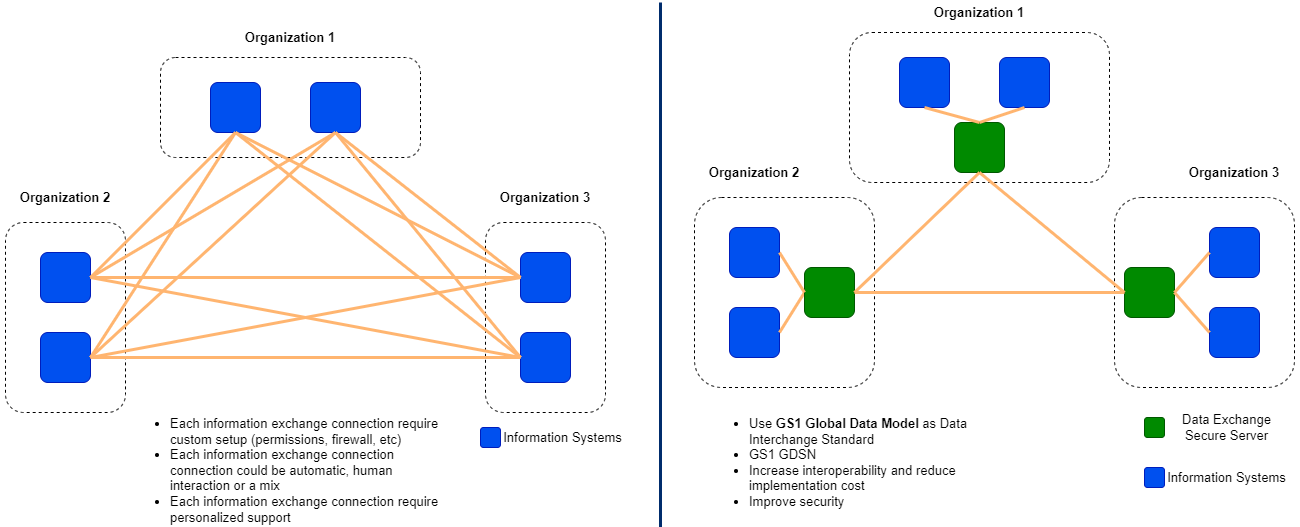 Organization 1
Organization 2
Organization 3
Each information exchange connection require
custom setup (permissions, firewall, etc)
Each information exchange connection
connection could be automatic, human
interaction or a mix
Each information exchange connection require
personalized support
Information Systems
Organization 1
Organization 2
Organization 3
Use GS1 Global Data Model as Data
Interchange Standard
GS1 GDSN
Increase interoperability and reduce
implementation cost
Improve security
Data Exchange
Secure Server
Information Systems